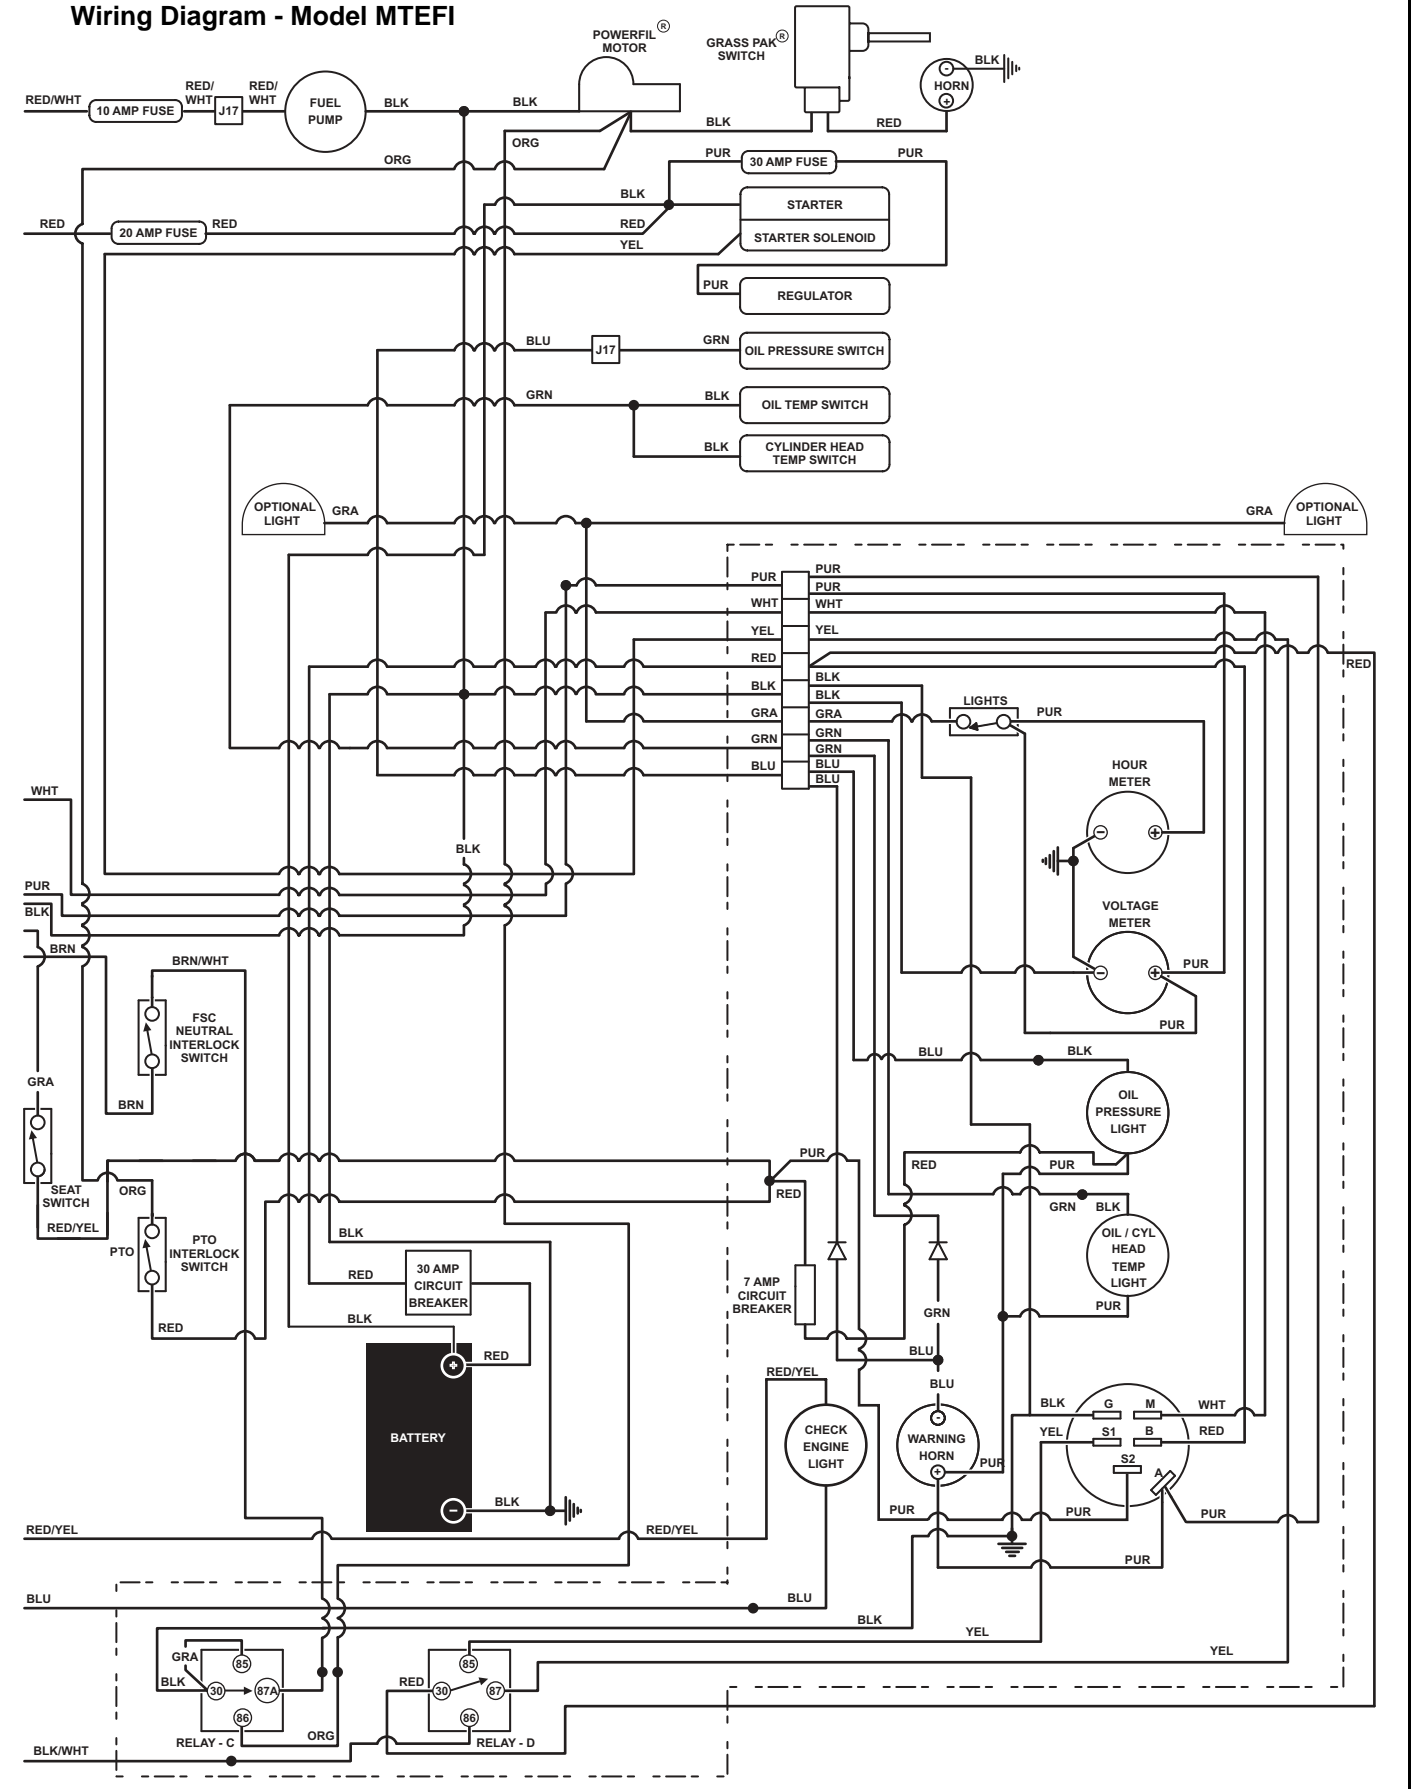 Wiring Diagram - Model MTEFI
POWERFIL ®
MOTOR
GRASS PAK ®
SWITCH
-
HORN
+
BLK
RED/WHT
10 AMP FUSE
RED/
WHT
J17
RED/
WHT
FUEL
PUMP
BLK
BLK
BLK
RED
ORG
ORG
PUR
30 AMP FUSE
PUR
BLK
STARTER
RED
20 AMP FUSE
RED
RED
STARTER SOLENOID
YEL
PUR
REGULATOR
BLU
J17
GRN
OIL PRESSURE SWITCH
GRN
BLK
OIL TEMP SWITCH
BLK
CYLINDER HEAD
TEMP SWITCH
OPTIONAL
LIGHT
GRA
GRA
OPTIONAL
LIGHT
PUR
PUR
PUR
WHT
WHT
YEL
YEL
RED
RED
BLK
BLK
BLK
GRA
GRA
LIGHTS
PUR
GRN
GRN
GRN
BLU
BLU
BLU
HOUR
METER
-
+
WHT
BLK
PUR
BLK
VOLTAGE
METER
-
+
PUR
PUR
BRN
BRN/WHT
FSC
NEUTRAL
INTERLOCK
SWITCH
GRA
BRN
BLU
BLK
OIL
PRESSURE
LIGHT
PUR
RED
PUR
RED
SEAT
SWITCH
ORG
RED/YEL
PTO
PTO
INTERLOCK
SWITCH
RED
GRN
BLK
OIL / CYL
HEAD
TEMP
LIGHT
PUR
BLK
RED
30 AMP
CIRCUIT
BREAKER
BLK
RED
+
BATTERY
-
BLK
7 AMP
CIRCUIT
BREAKER
GRN
BLU
BLU
RED/YEL
CHECK
ENGINE
LIGHT
-
WARNING
HORN
+
PUR
BLK
G
M
WHT
YEL
S1
B
RED
S2
A
PUR
PUR
PUR
PUR
RED/YEL
RED/YEL
BLU
BLU
BLK
YEL
YEL
GRA
BLK
85
30
87A
86
RELAY - C
ORG
RED
85
30
87
86
RELAY - D
BLK/WHT